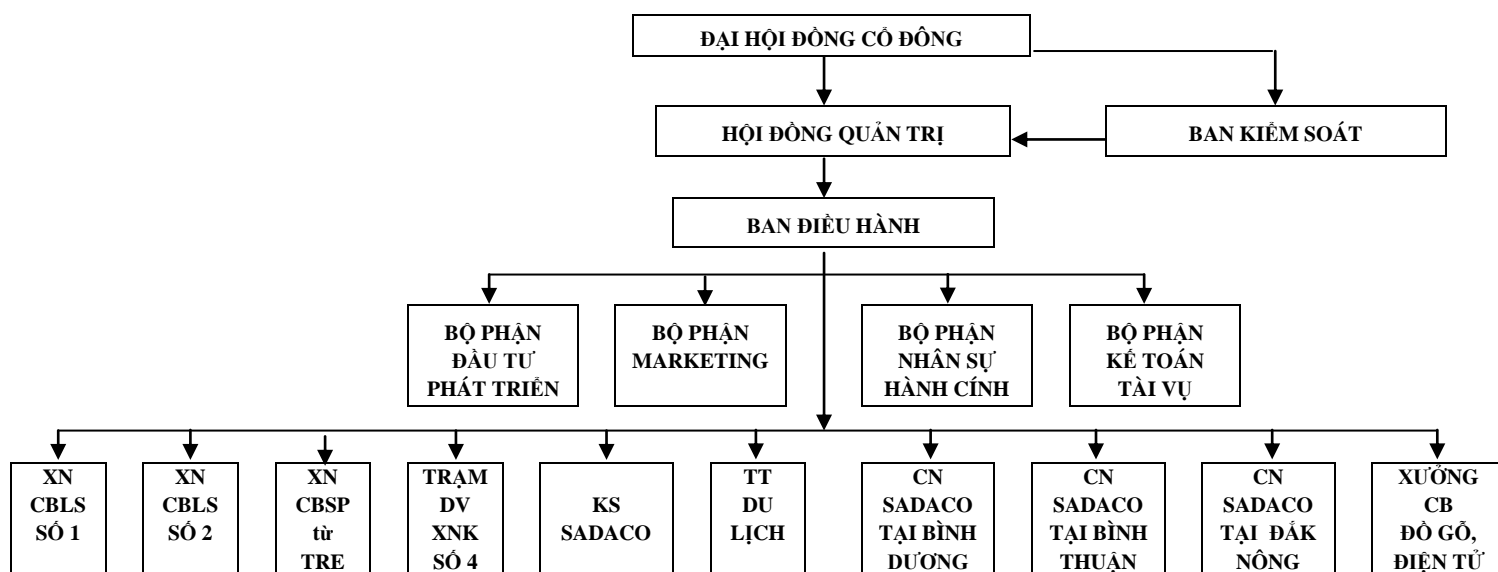 ĐẠI HỘI ĐỒNG CỔ ĐÔNG
HỘI ĐỒNG QUẢN TRỊ
BAN KIỂM SOÁT
BAN ĐIỀU HÀNH
BỘ PHẬN
ĐẦU TƯ
PHÁT TRIỂN
BỘ PHẬN
MARKETING
BỘ PHẬN
NHÂN SỰ
HÀNH CÍNH
BỘ PHẬN
KẾ TOÁN
TÀI VỤ
XN
CBLS
SỐ 1
XN
CBLS
SỐ 2
XN
CBSP
từ
TRE
TRẠM
DV
XNK
SỐ 4
KS
SADACO
TT
DU
LỊCH
CN
SADACO
TẠI BÌNH
DƯƠNG
CN
SADACO
TẠI BÌNH
THUẬN
CN
SADACO
TẠI ĐẮK
NÔNG
XƯỞNG
CB
ĐỒ GỖ,
ĐIỆN TỬ